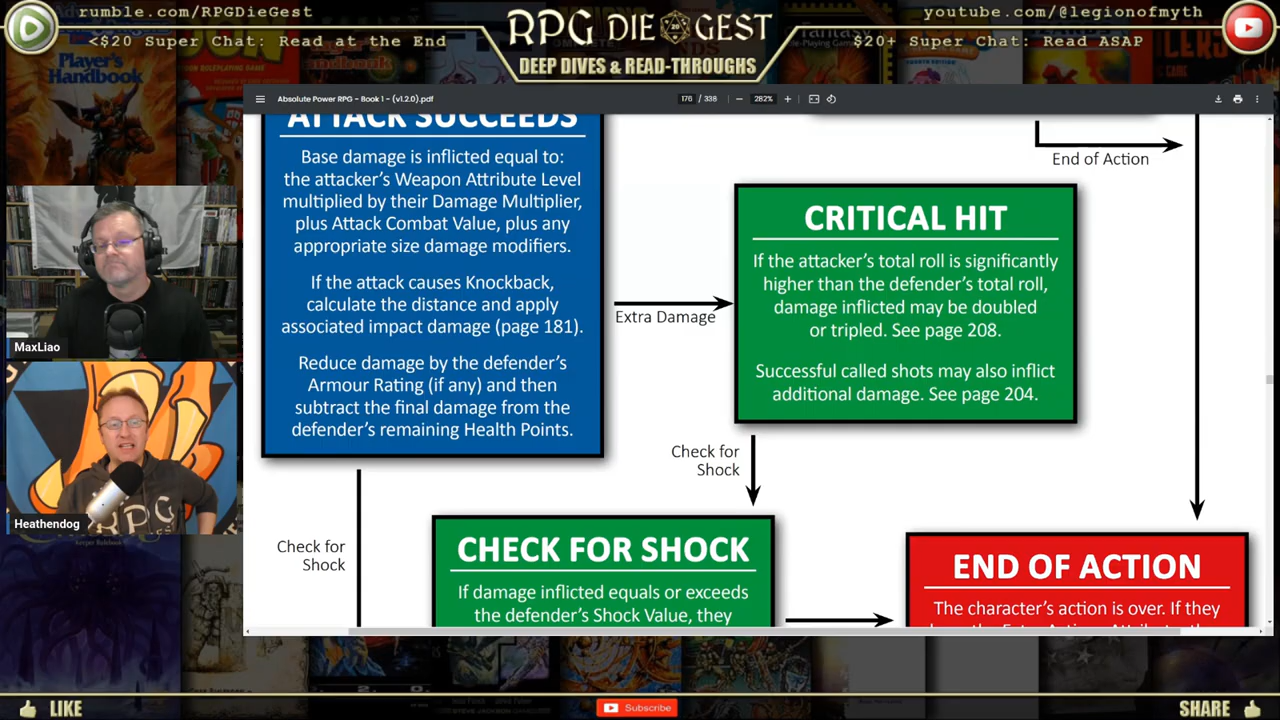 rumble.com/RPGDieGest
<$20 Super Chat: Read at the End
RPG DIE GEST
DEEP DIVES & READ-THROUGHS
youtube.com/@legionofmyth
$20+ Super Chat: Read ASAP
Player's
Handbook
Absolute Power RPG - Book 1 - (v1.2.0).pdf
176 / 338
282%
ATTACK SUCCEEDS
Base damage is inflicted equal to:
the attacker's Weapon Attribute Level
multiplied by their Damage Multiplier,
plus Attack Combat Value, plus any
appropriate size damage modifiers.
If the attack causes Knockback,
calculate the distance and apply
associated impact damage (page 181).
Reduce damage by the defender's
Armour Rating (if any) and then
subtract the final damage from the
defender's remaining Health Points.
Extra Damage
End of Action
CRITICAL HIT
If the attacker's total roll is significantly
higher than the defender's total roll,
damage inflicted may be doubled
or tripled. See page 208.
Successful called shots may also inflict
additional damage. See page 204.
Check for
Shock
Check for
Shock
CHECK FOR SHOCK
If damage inflicted equals or exceeds
the defender's Shock Value, they
END OF ACTION
The character's action is over. If they
MaxLiao
RPG
Heathendog
LIKE
Subscribe
SHARE